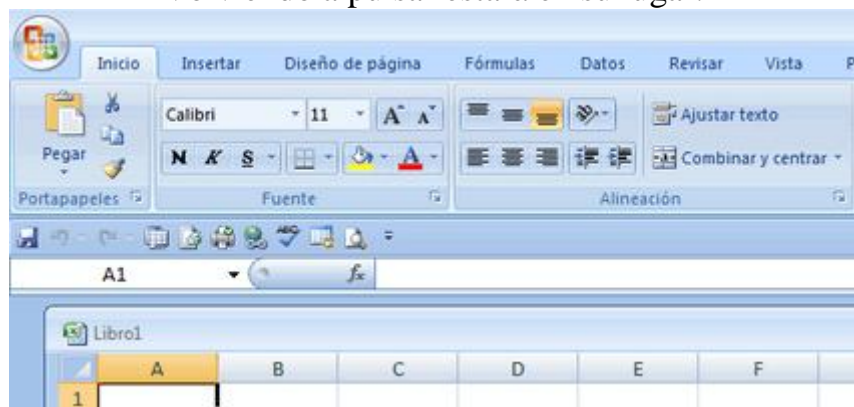 Inicio Insertar Diseño de página Fórmulas Datos Revisar Vista P
Calibri 11 A A Ajustar texto
Pegar N K S A Combinar y centrar
Portapapeles Fuente Alineación
ABC
A1 fx
Libro1
A B C D E F
1